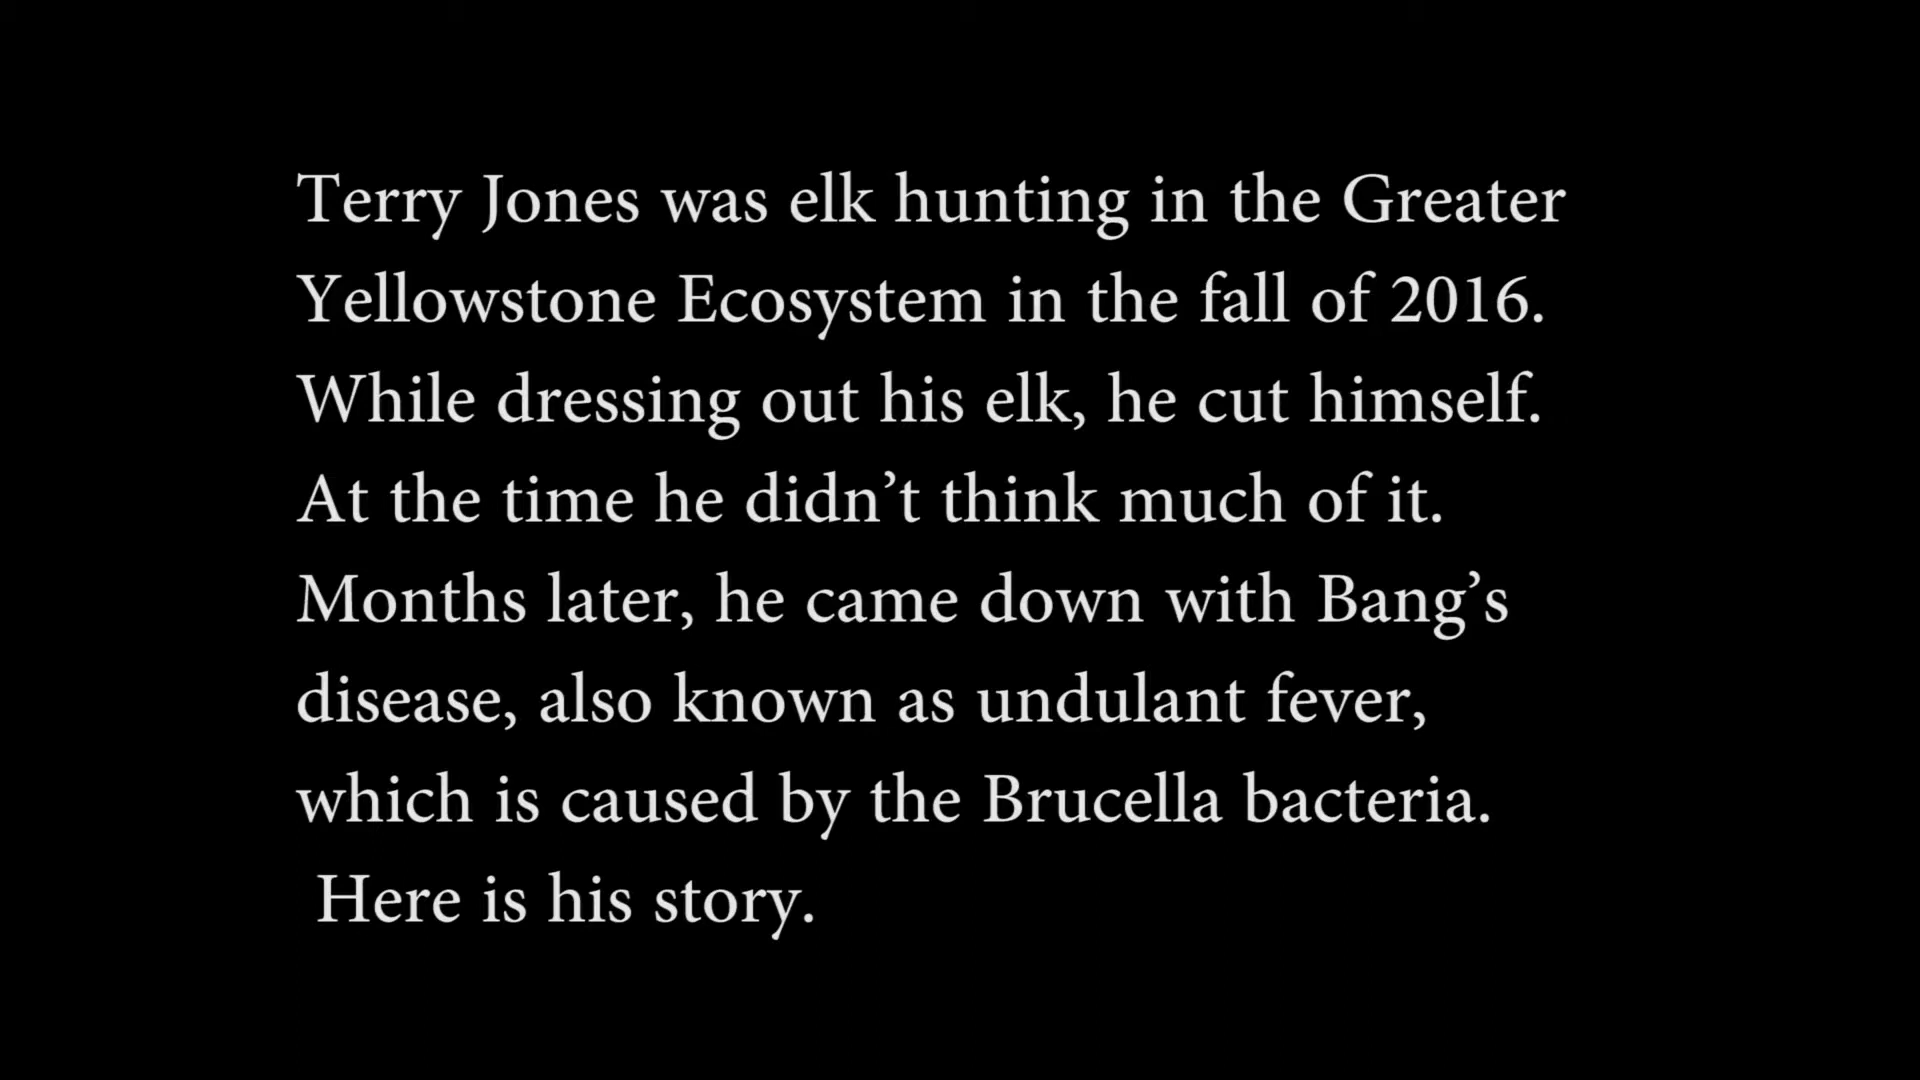 Terry Jones was elk hunting in the Greater
Yellowstone Ecosystem in the fall of 2016.
While dressing out his elk, he cut himself.
At the time he didn’t think much of it.
Months later, he came down with Bang’s
disease, also known as undulant fever,
which is caused by the Brucella bacteria.
Here is his story.